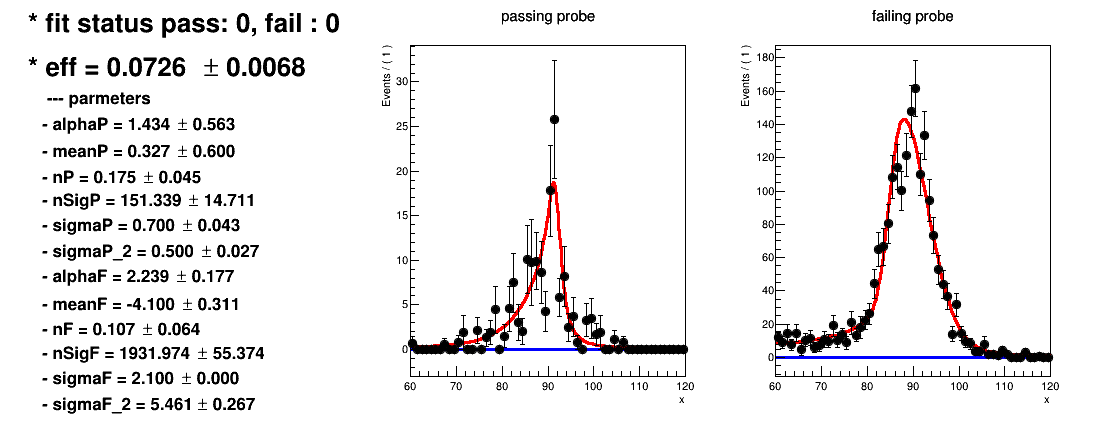 * fit status pass: 0, fail : 0
* eff = 0.0726 ± 0.0068
--- parmeters
- alphaP = 1.434 ± 0.563
- meanP = 0.327 ± 0.600
- nP = 0.175 ± 0.045
- nSigP = 151.339 ± 14.711
- sigmaP = 0.700 ± 0.043
- sigmaP_2 = 0.500 ± 0.027
- alphaF = 2.239 ± 0.177
- meanF = -4.100 ± 0.311
- nF = 0.107 ± 0.064
- nSigF = 1931.974 ± 55.374
- sigmaF = 2.100 ± 0.000
- sigmaF_2 = 5.461 ± 0.267
passing probe
Events / ( 1 )
30
25
20
15
10
5
0
60 70 80 90 100 110 120
x
failing probe
Events / ( 1 )
180
160
140
120
100
80
60
40
20
0
60 70 80 90 100 110 120
x